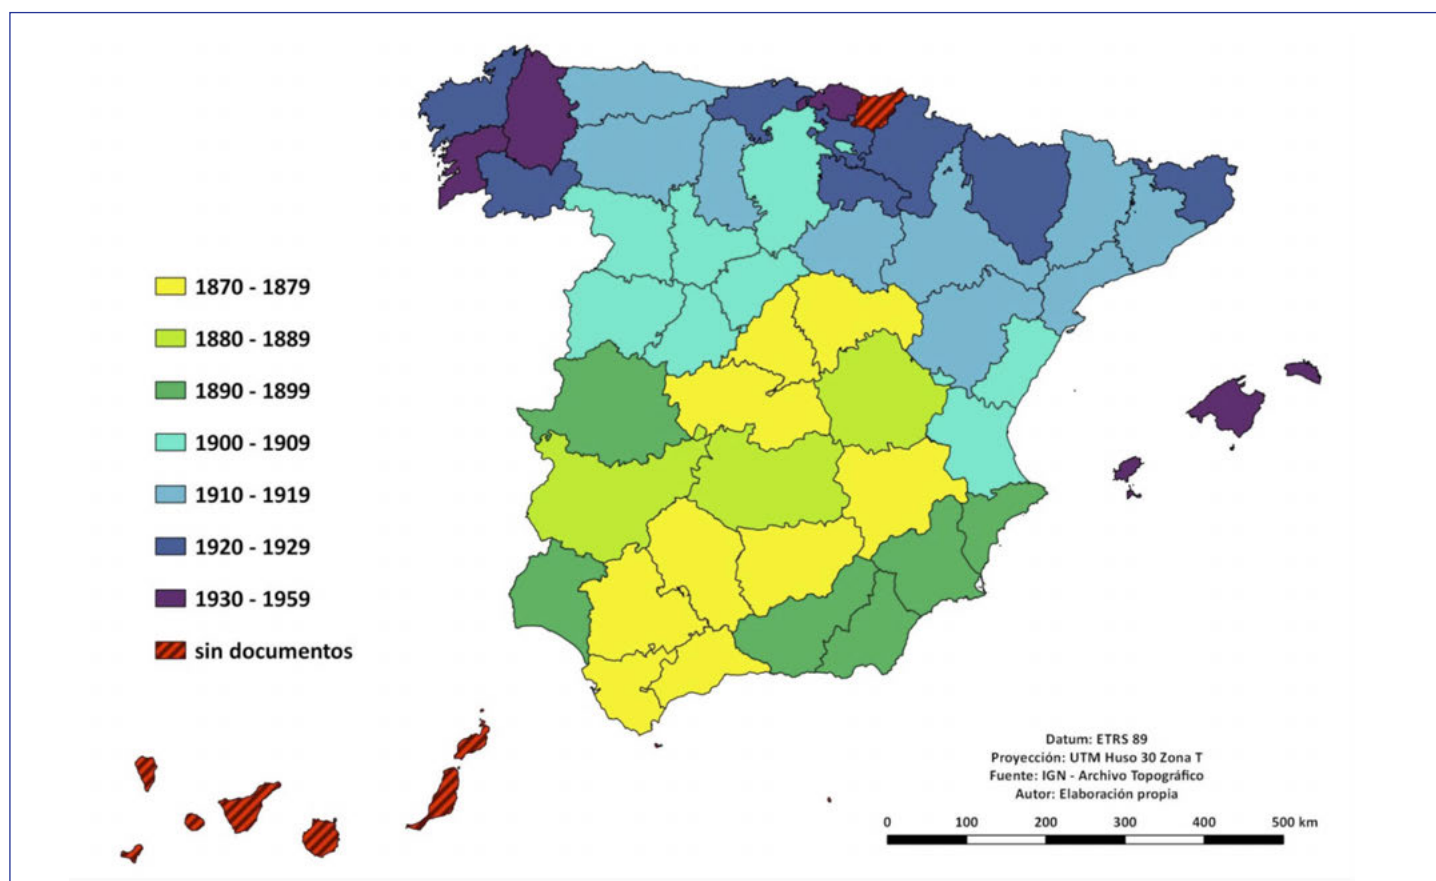 1870 - 1879
1880 - 1889
1890 - 1899
1900 - 1909
1910 - 1919
1920 - 1929
1930 - 1959
sin documentos
Datum: ETRS 89
Proyección: UTM Huso 30 Zona T
Fuente: IGN - Archivo Topográfico
Autor: Elaboración propia
0 100 200 300 400 500 km